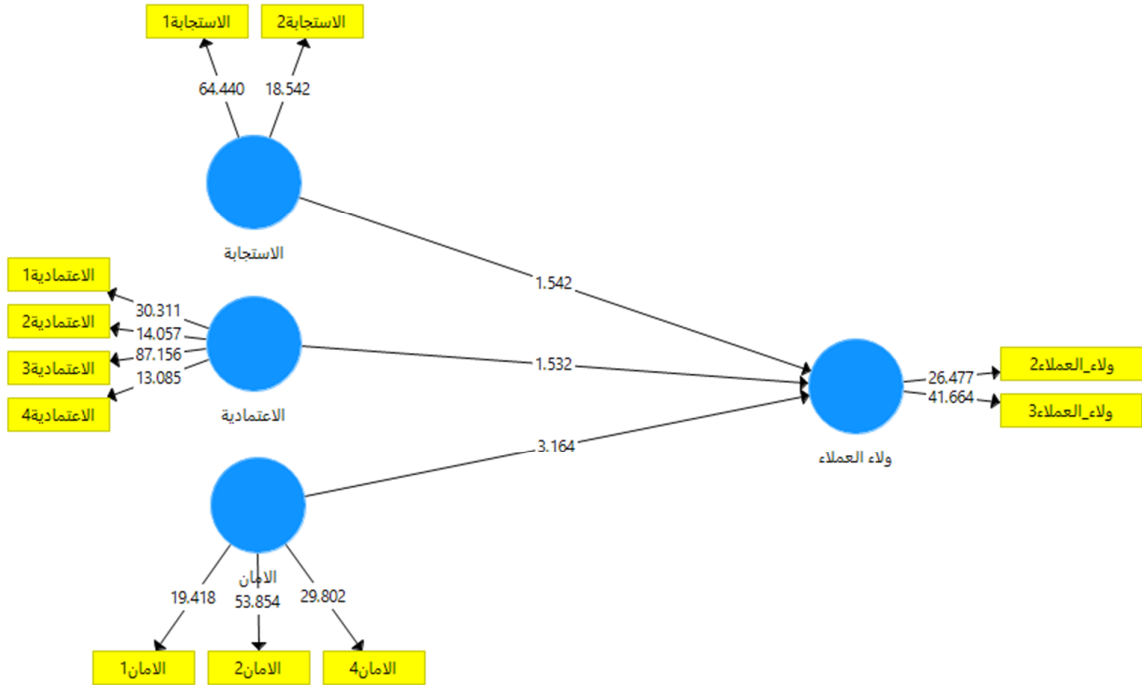 الاستجابة1
الاستجابة2
64.440
18.542
الاستجابة
1.542
الاعتمادية1
الاعتمادية2
الاعتمادية3
الاعتمادية4
30.311
14.057
87.156
13.085
الاعتمادية
1.532
ولاء_العملاء2
ولاء_العملاء3
26.477
41.664
ولاء العملاء
3.164
الامان
19.418
53.854
29.802
الامان1
الامان2
الامان4